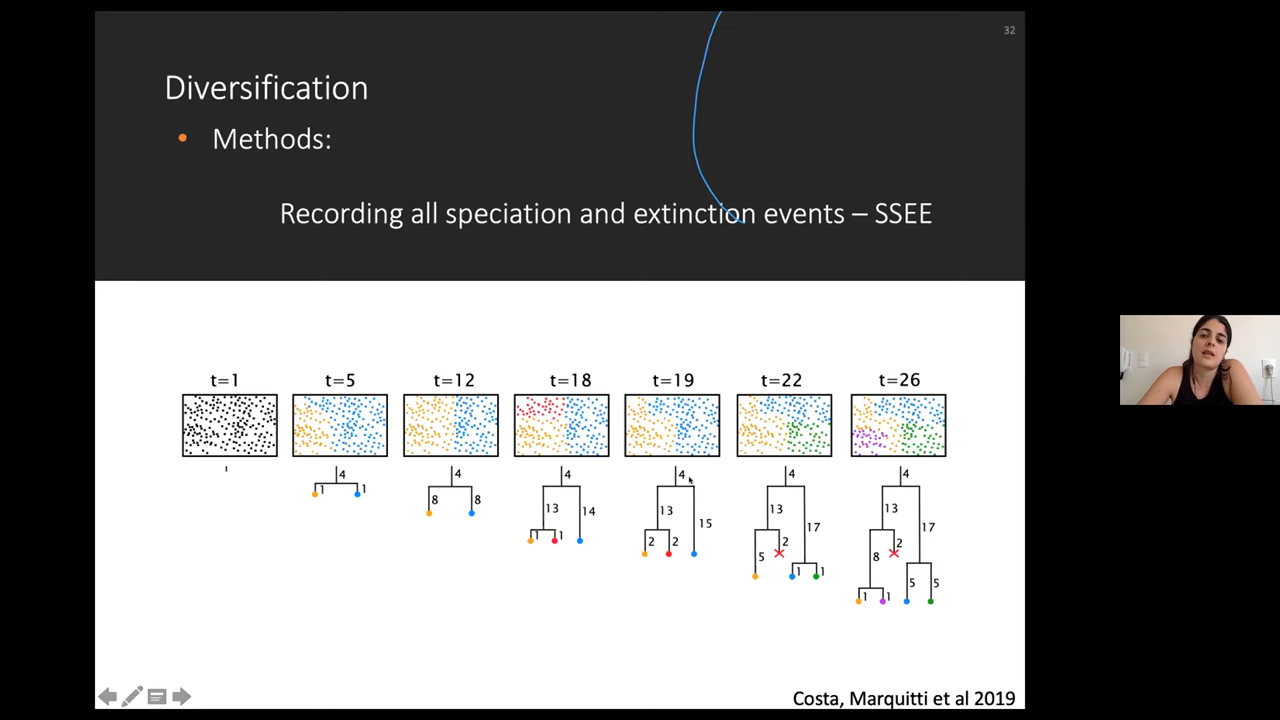 32
Diversification
• Methods:
Recording all speciation and extinction events – SSEE
t=1 t=5 t=12 t=18 t=19 t=22 t=26
4 4 4 4 4 4
1 1 8 8 13 14 13 15 13 17 13 17
1 1 2 2 5 2 8 2
1 1 5 5
1 1
Costa, Marquitti et al 2019